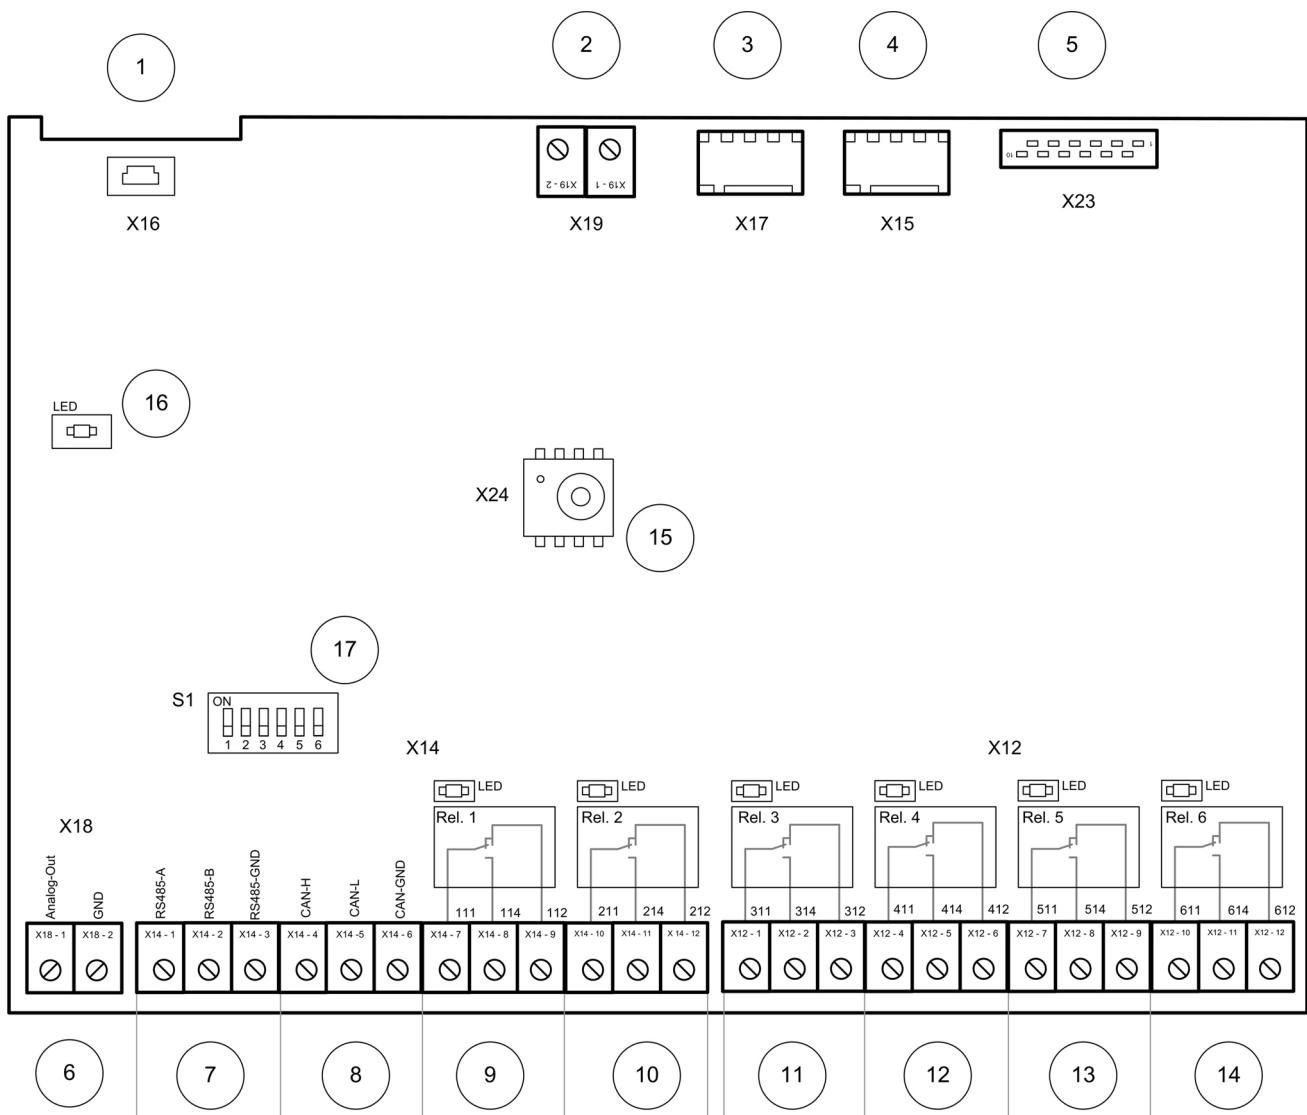 1
2
3
4
5
X19 - 2
X19 - 1
10
1
X16
X19
X17
X15
X23
LED
16
X24
15
17
S1
ON
1 2 3 4 5 6
X14
X12
LED
LED
LED
LED
LED
LED
Rel. 1
Rel. 2
Rel. 3
Rel. 4
Rel. 5
Rel. 6
X18
Analog-Out
GND
RS485-A
RS485-B
RS485-GND
CAN-H
CAN-L
CAN-GND
111 114 112
211 214 212
311 314 312
411 414 412
511 514 512
611 614 612
X18 - 1
X18 - 2
X14 - 1
X14 - 2
X14 - 3
X14 - 4
X14 -5
X14 - 6
X14 - 7
X14 - 8
X14 - 9
X14 - 10
X14 - 11
X14 - 12
X12 - 1
X12 - 2
X12 - 3
X12 - 4
X12 - 5
X12 - 6
X12 - 7
X12 - 8
X12 - 9
X12 - 10
X12 - 11
X12 - 12
6
7
8
9
10
11
12
13
14